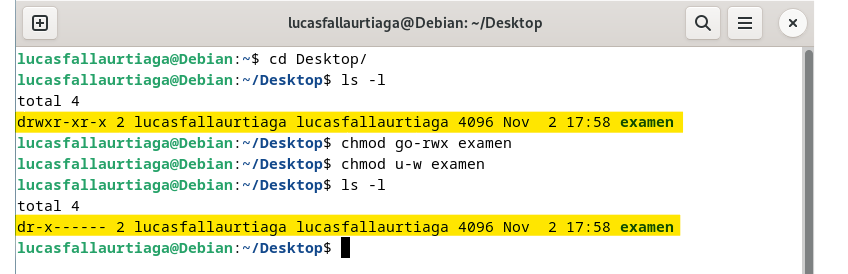 lucasfallaurtiaga@Debian: ~/Desktop
lucasfallaurtiaga@Debian:~$ cd Desktop/
lucasfallaurtiaga@Debian:~/Desktop$ ls -l
total 4
drwxr-xr-x 2 lucasfallaurtiaga lucasfallaurtiaga 4096 Nov  2 17:58 examen
lucasfallaurtiaga@Debian:~/Desktop$ chmod go-rwx examen
lucasfallaurtiaga@Debian:~/Desktop$ chmod u-w examen
lucasfallaurtiaga@Debian:~/Desktop$ ls -l
total 4
dr-x------ 2 lucasfallaurtiaga lucasfallaurtiaga 4096 Nov  2 17:58 examen
lucasfallaurtiaga@Debian:~/Desktop$